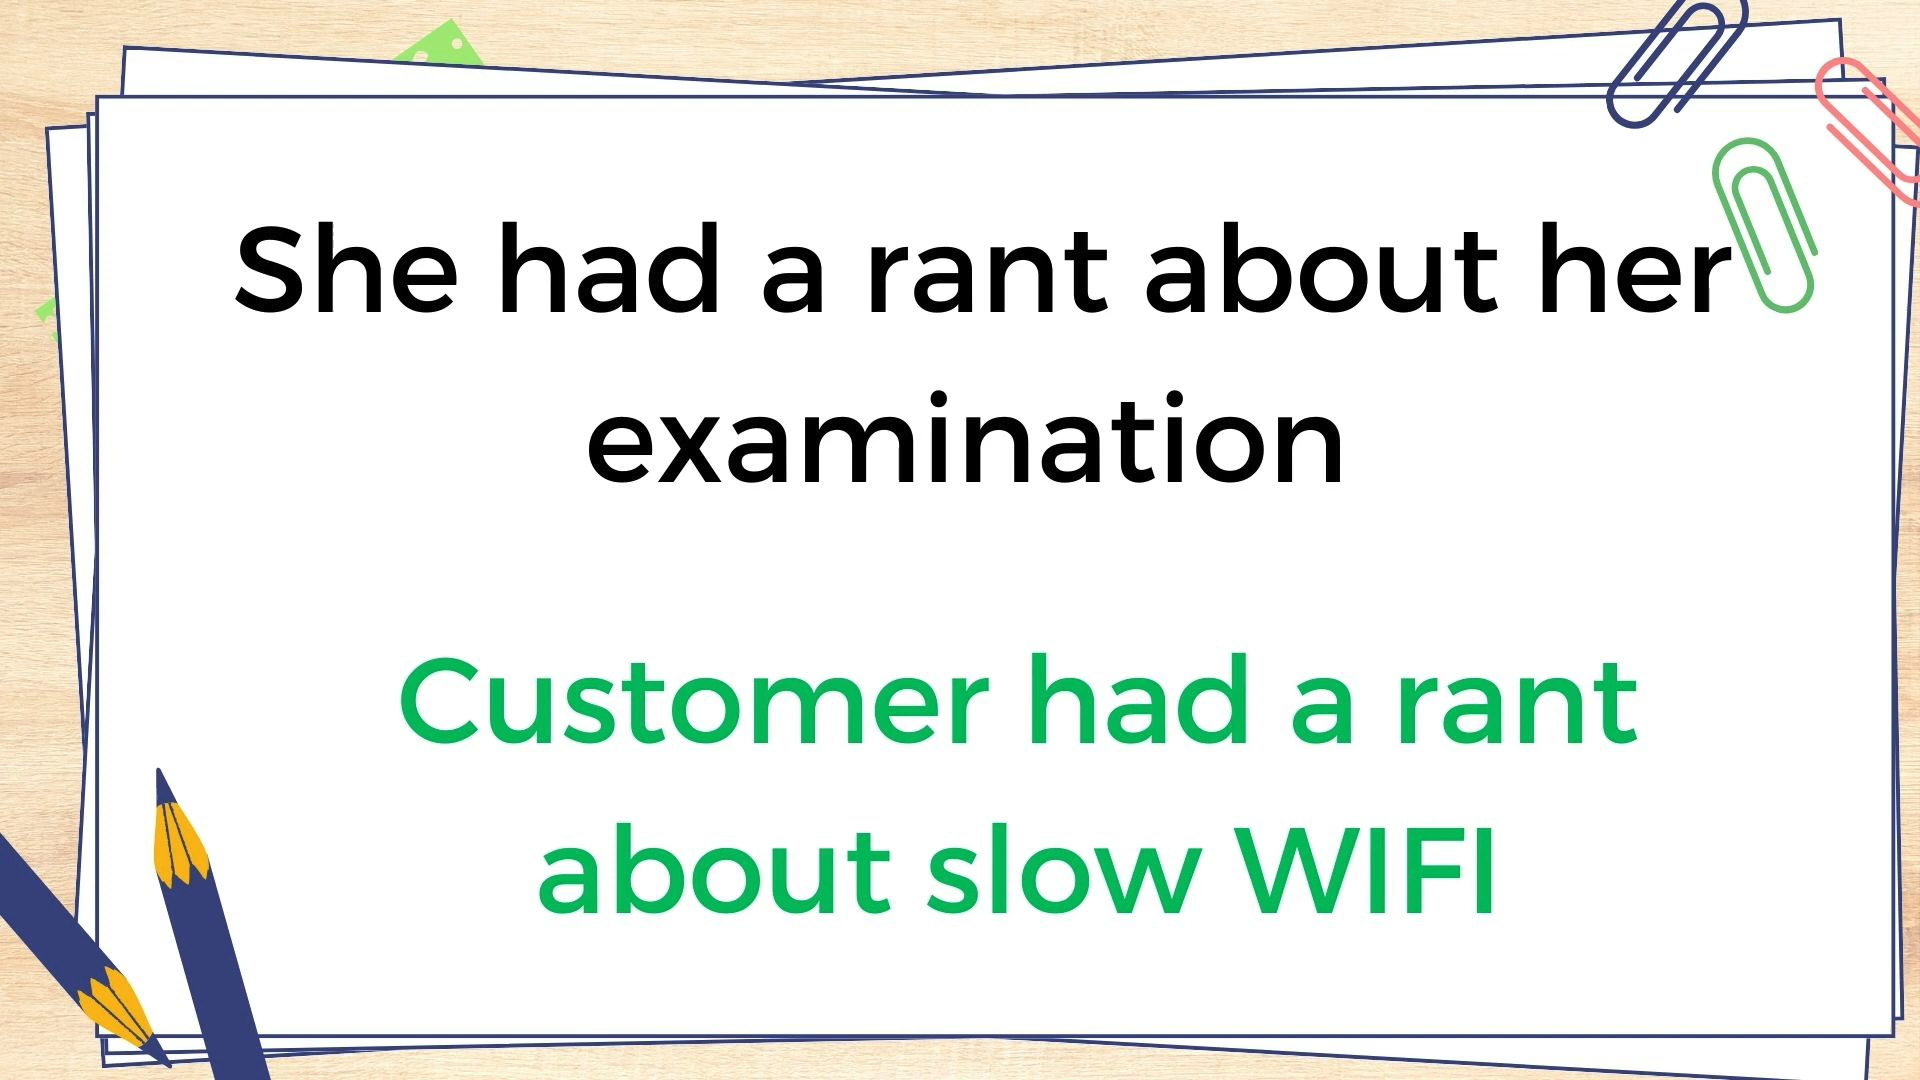 She had a rant about her
examination
Customer had a rant
about slow WIFI